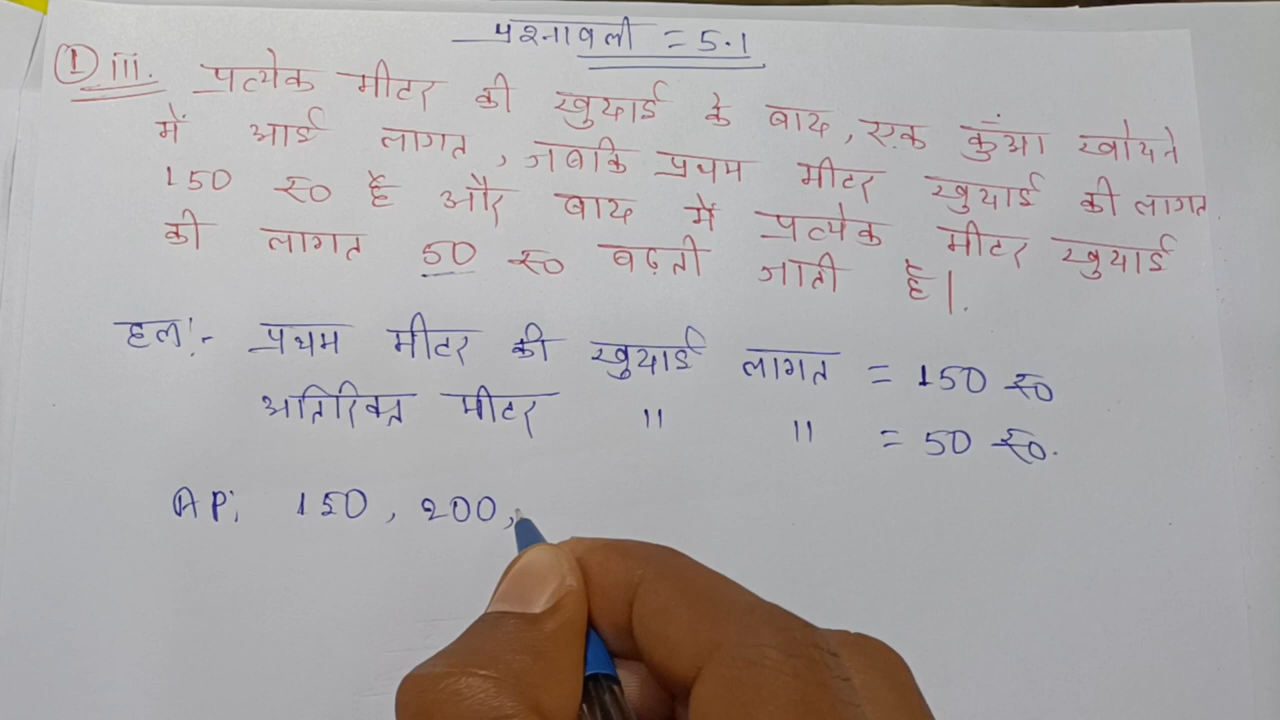 प्रश्नावली = 5.1
① iii. प्रत्येक मीटर की खुदाई के बाद, एक कुंआ खोदने
में आई लागत, जबकि प्रथम मीटर खुदाई की लागत
150 रु० है और बाद में प्रत्येक मीटर खुदाई
की लागत 50 रु० बढ़ती जाती है।
हल:- प्रथम मीटर की खुदाई लागत = 150 रु०
अतिरिक्त मीटर " " = 50 रु०.
AP; 150, 200,